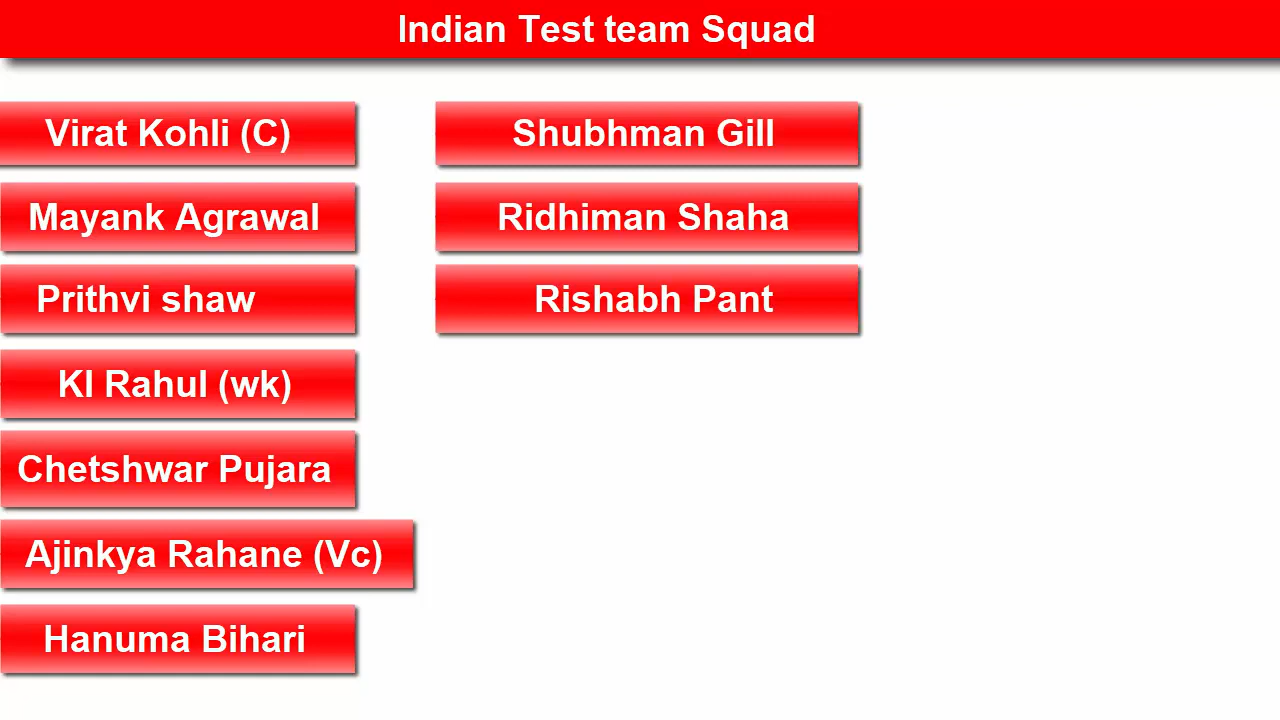 Indian Test team Squad
Virat Kohli (C)
Mayank Agrawal
Prithvi shaw
Kl Rahul (wk)
Chetshwar Pujara
Ajinkya Rahane (Vc)
Hanuma Bihari
Shubhman Gill
Ridhiman Shaha
Rishabh Pant